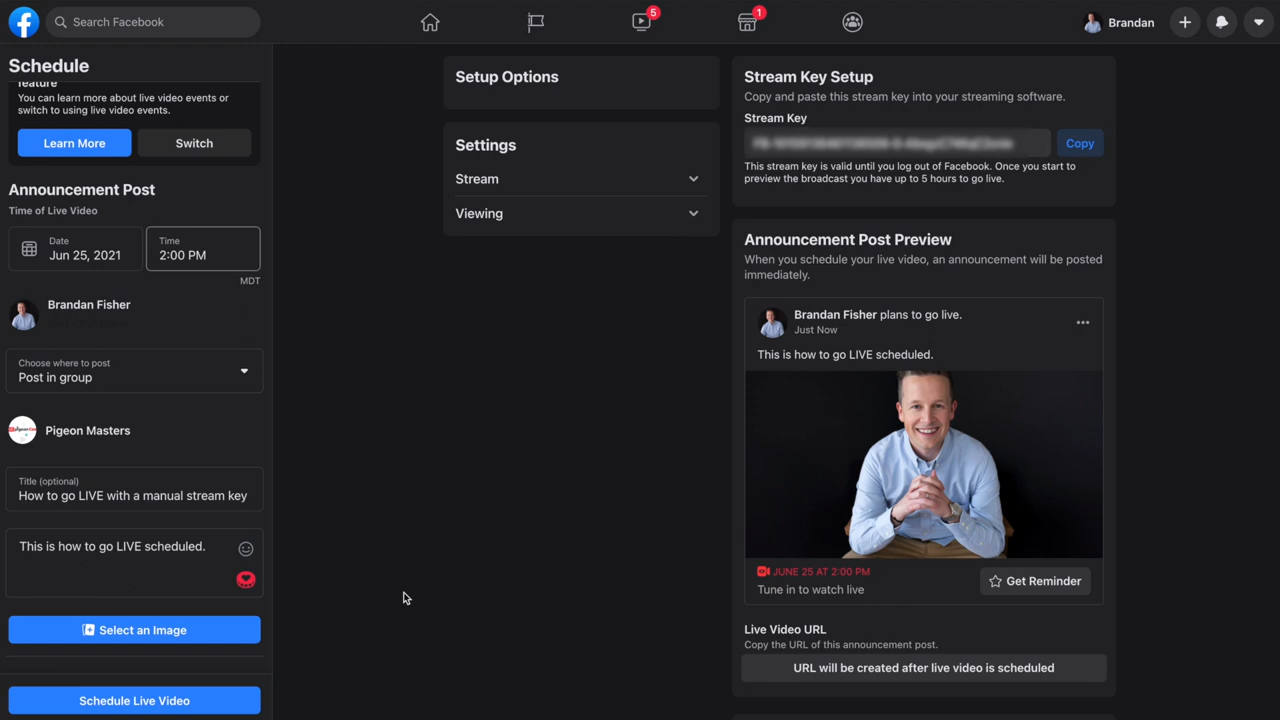 Search Facebook
5
1
Brandan
Schedule
feature
You can learn more about live video events or
switch to using live video events.
Learn More
Switch
Announcement Post
Time of Live Video
Date
Jun 25, 2021
Time
2:00 PM
MDT
Brandan Fisher
Choose where to post
Post in group
Pigeon Masters
Title (optional)
How to go LIVE with a manual stream key
This is how to go LIVE scheduled.
Select an Image
Schedule Live Video
Setup Options
Settings
Stream
Viewing
Stream Key Setup
Copy and paste this stream key into your streaming software.
Stream Key
Copy
This stream key is valid until you log out of Facebook. Once you start to
preview the broadcast you have up to 5 hours to go live.
Announcement Post Preview
When you schedule your live video, an announcement will be posted
immediately.
Brandan Fisher plans to go live.
Just Now
This is how to go LIVE scheduled.
JUNE 25 AT 2:00 PM
Tune in to watch live
Get Reminder
Live Video URL
Copy the URL of this announcement post.
URL will be created after live video is scheduled